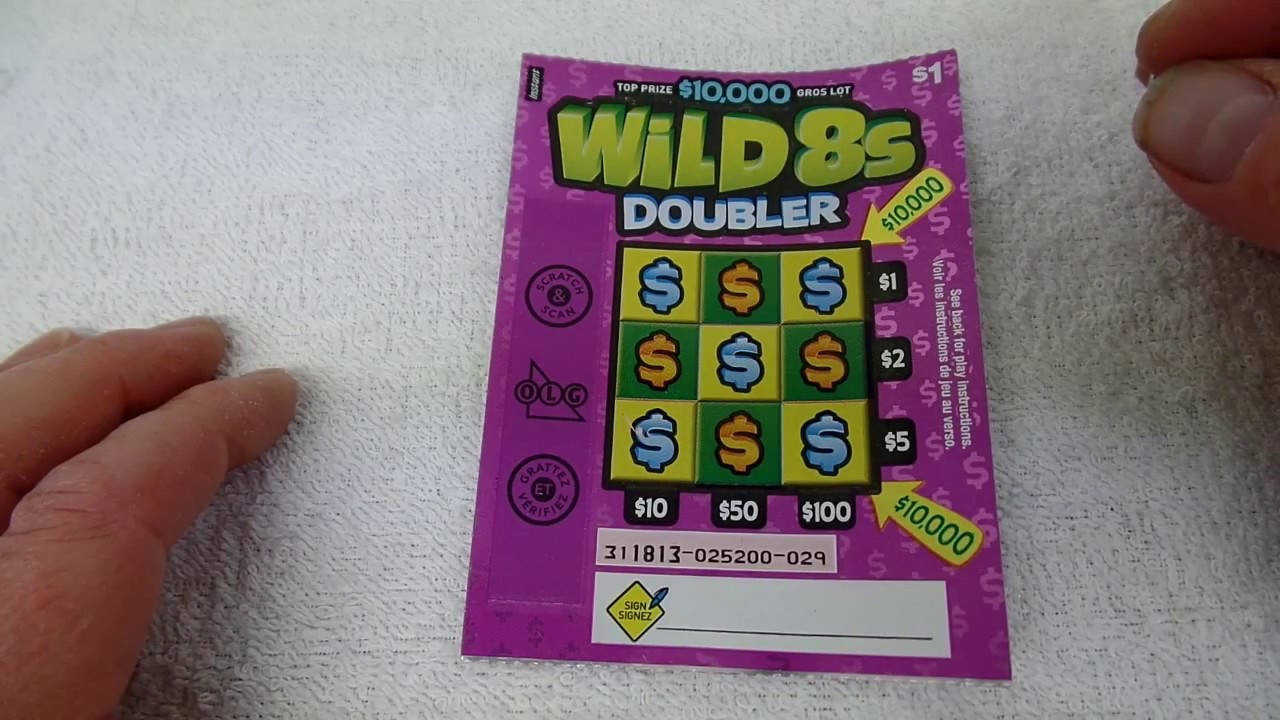 Instant
$1
TOP PRIZE $10,000 GROS LOT
WiLD 8s
DOUBLER
$10,000
$ $ $
$1
$ $ $
$2
$ $ $
$5
$10 $50 $100
$10,000
See back for play instructions.
Voir les instructions de jeu au verso.
SCRATCH
&
SCAN
OLG
GRATTEZ
ET
VÉRIFIEZ
311813-025200-029
SIGN
SIGNEZ